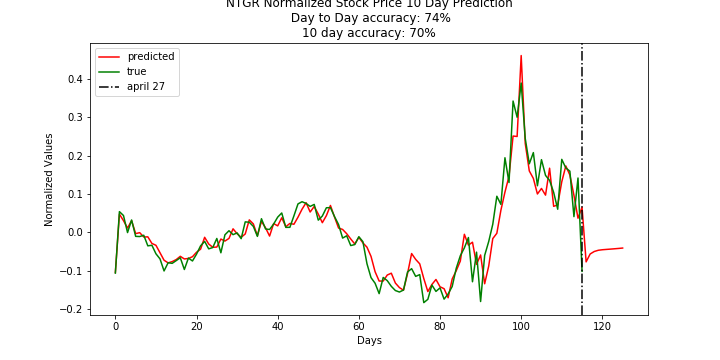 NTGR Normalized Stock Price 10 Day Prediction
Day to Day accuracy: 74%
10 day accuracy: 70%
predicted
true
april 27
Normalized Values
0.4
0.3
0.2
0.1
0.0
−0.1
−0.2
0 20 40 60 80 100 120
Days